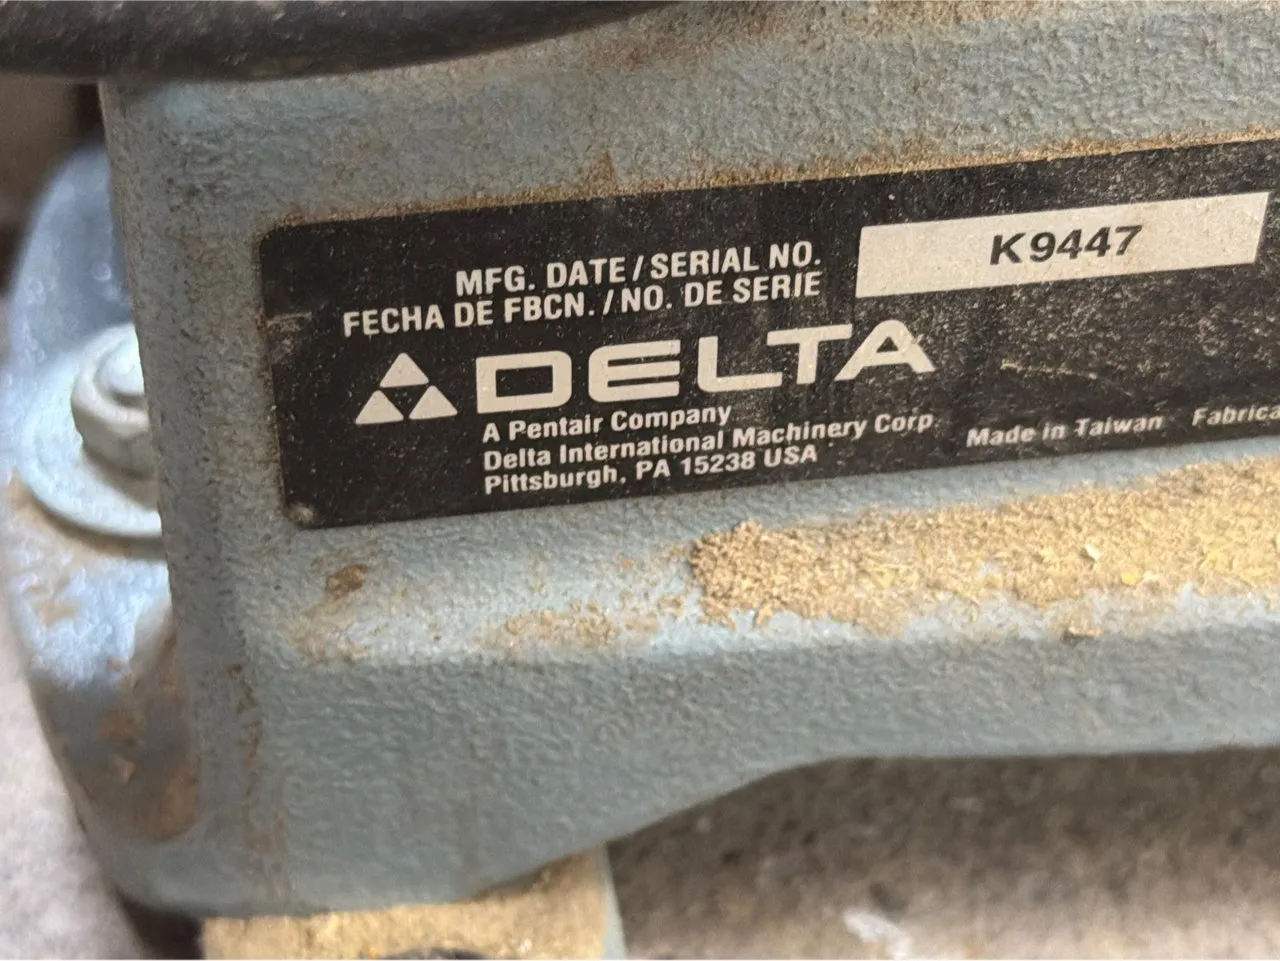 MFG. DATE / SERIAL NO.
FECHA DE FBCN. / NO. DE SERIE
K9447
DELTA
A Pentair Company
Delta International Machinery Corp.
Pittsburgh, PA 15238 USA
Made in Taiwan Fabrica